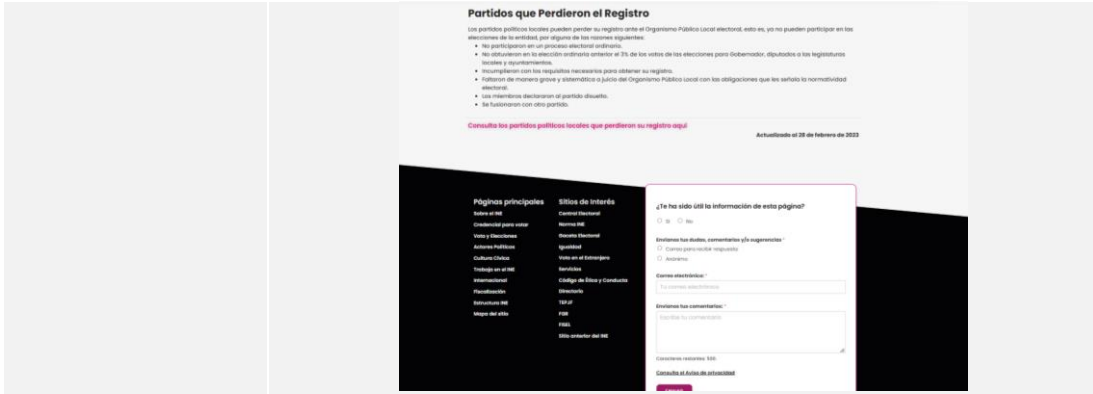 Partidos que Perdieron el Registro
Los partidos políticos locales pueden perder su registro ante el Organismo Público Local electoral, esto es, ya no pueden participar en las
elecciones de la entidad, por alguna de las razones siguientes:
No participaron en un proceso electoral ordinario.
No obtuvieron en la elección ordinaria anterior el 3% de los votos de las elecciones para Gobernador, diputados a las legislaturas
locales y ayuntamientos.
Incumplieron con los requisitos necesarios para obtener su registro.
Faltaron de manera grave y sistemática a juicio del Organismo Público Local con las obligaciones que les señala la normatividad
electoral.
Los miembros declararon al partido disuelto.
Se fusionaron con otro partido.
Consulta los partidos políticos locales que perdieron su registro aquí
Actualizado al 28 de febrero de 2023
Páginas principales
Sobre el INE
Credencial para votar
Voto y Elecciones
Actores Políticos
Cultura Cívica
Trabaja en el INE
Internacional
Fiscalización
Estructura INE
Mapa del sitio
Sitios de Interés
Central Electoral
Norma INE
Gaceta Electoral
Igualdad
Voto en el Extranjero
Servicios
Código de Ética y Conducta
Directorio
TEPJF
FGR
FISEL
Sitio anterior del INE
¿Te ha sido útil la información de esta página?
Si No
Envíanos tus dudas, comentarios y/o sugerencias *
Correo para recibir respuesta
Anónimo
Correo electrónico: *
Tu correo electrónico
Envíanos tus comentarios: *
Escribe tu comentario
Caracteres restantes: 500.
Consulta el Aviso de privacidad